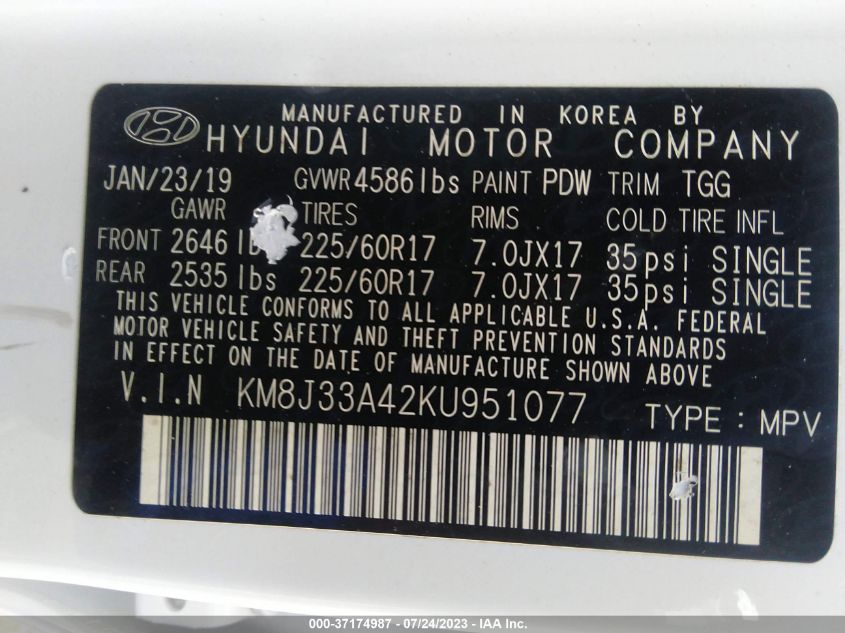 MANUFACTURED IN KOREA BY
HYUNDAI MOTOR COMPANY
JAN/23/19 GVWR 4586 lbs PAINT PDW TRIM TGG
GAWR TIRES RIMS COLD TIRE INFL
FRONT 2646 225/60R17 7.0JX17 35psi SINGLE
REAR 2535 lbs 225/60R17 7.0JX17 35psi SINGLE
THIS VEHICLE CONFORMS TO ALL APPLICABLE U.S.A. FEDERAL
MOTOR VEHICLE SAFETY AND THEFT PREVENTION STANDARDS
IN EFFECT ON THE DATE OF MANUFACTURE SHOWN ABOVE
V.I.N KM8J33A42KU951077 TYPE : MPV
000-37174987 - 07/24/2023 - IAA Inc.